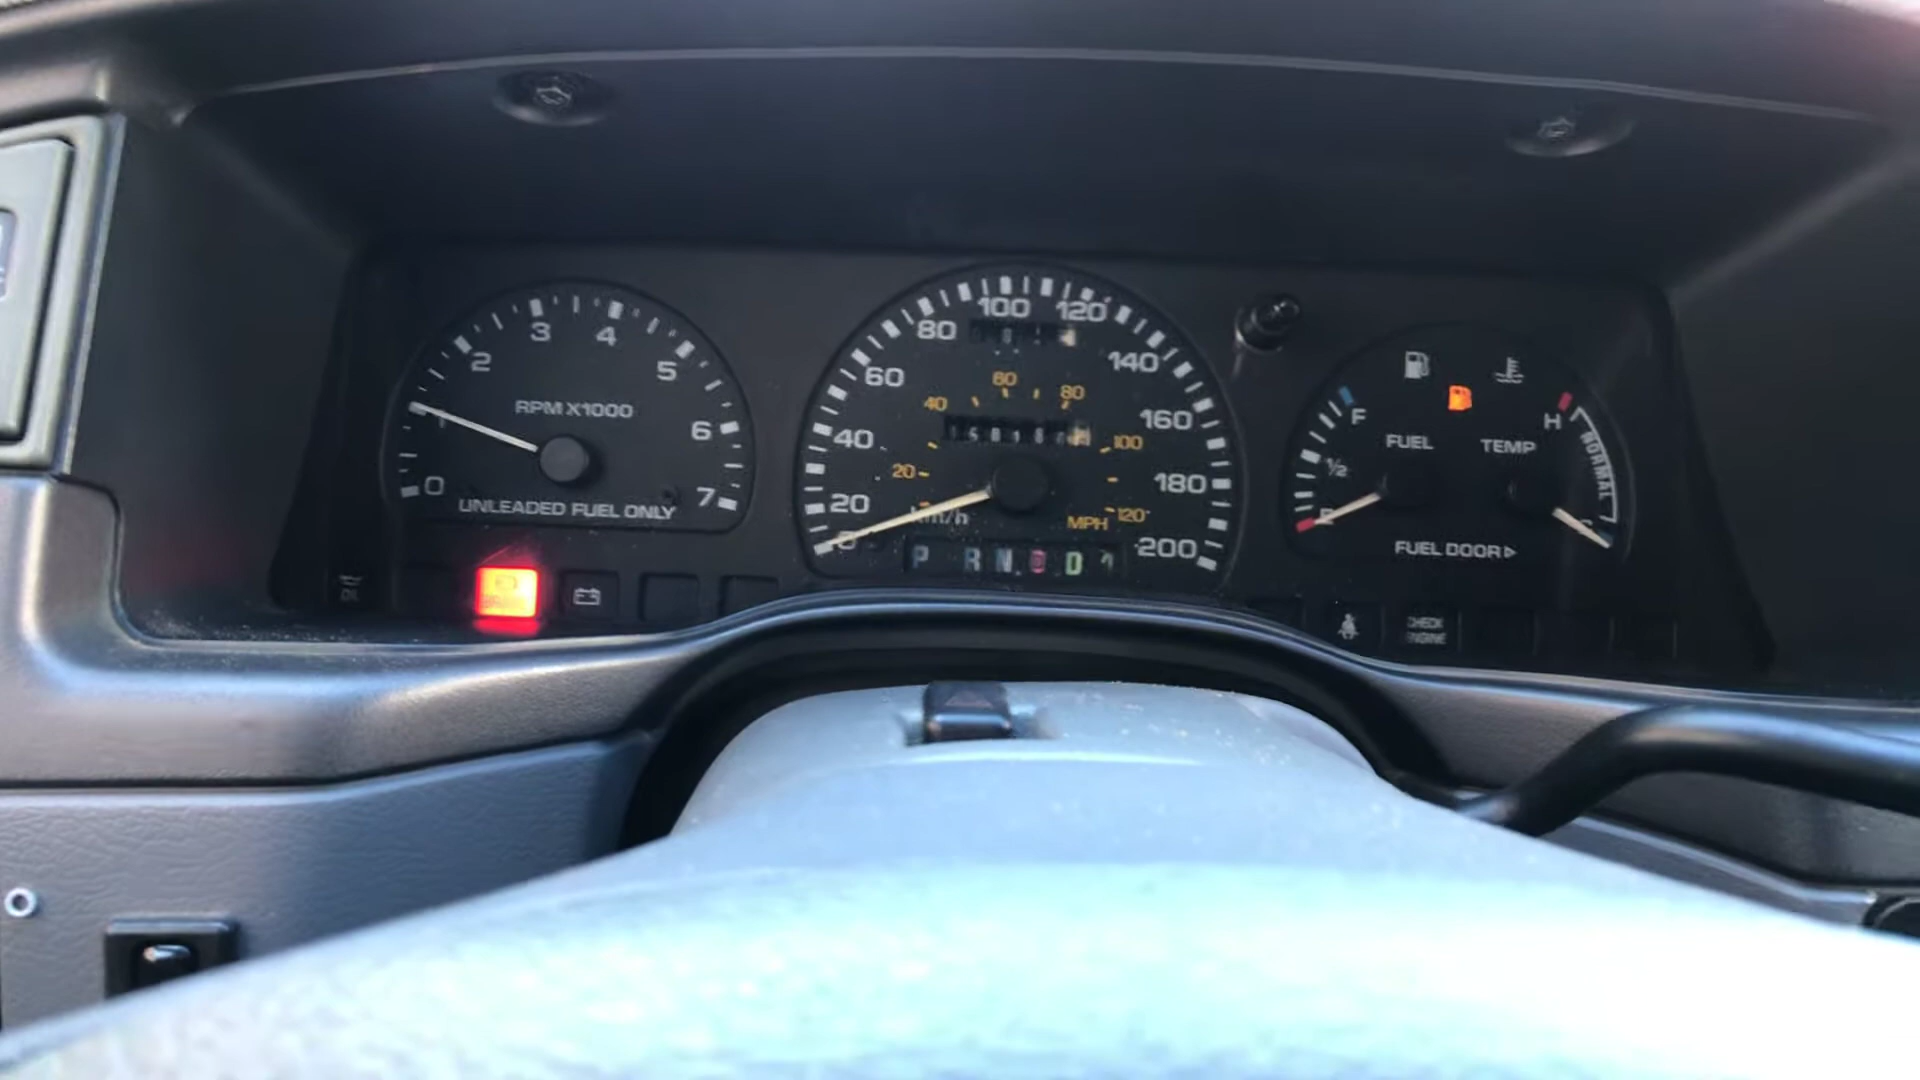 0 1 2 3 4 5 6 7
RPM X1000
UNLEADED FUEL ONLY
20 40 60 80 100 120 140 160 180 200
20 40 60 80 100 120
km/h
MPH
P R N D 1
F
1/2
E
FUEL
TEMP
H
NORMAL
C
FUEL DOOR
CHECK
ENGINE